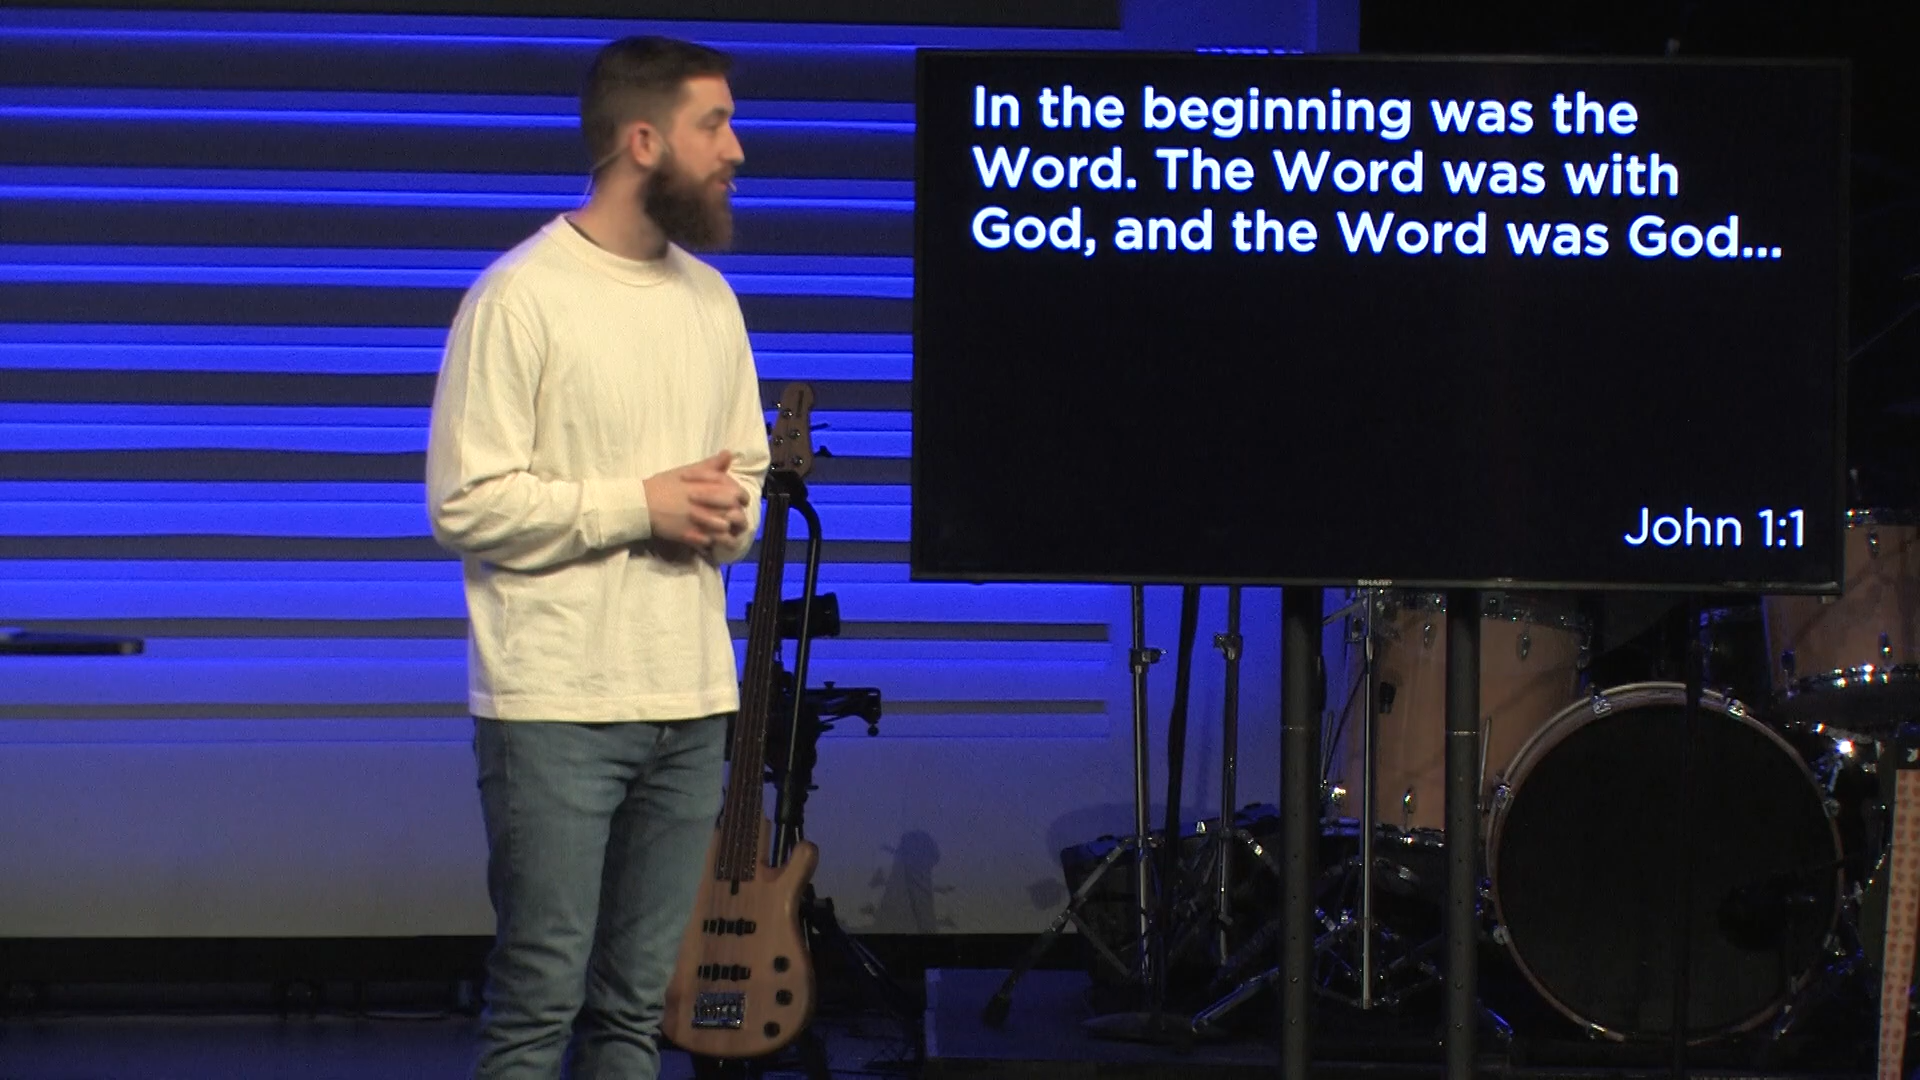 In the beginning was the
Word. The Word was with
God, and the Word was God...
John 1:1
SHARP